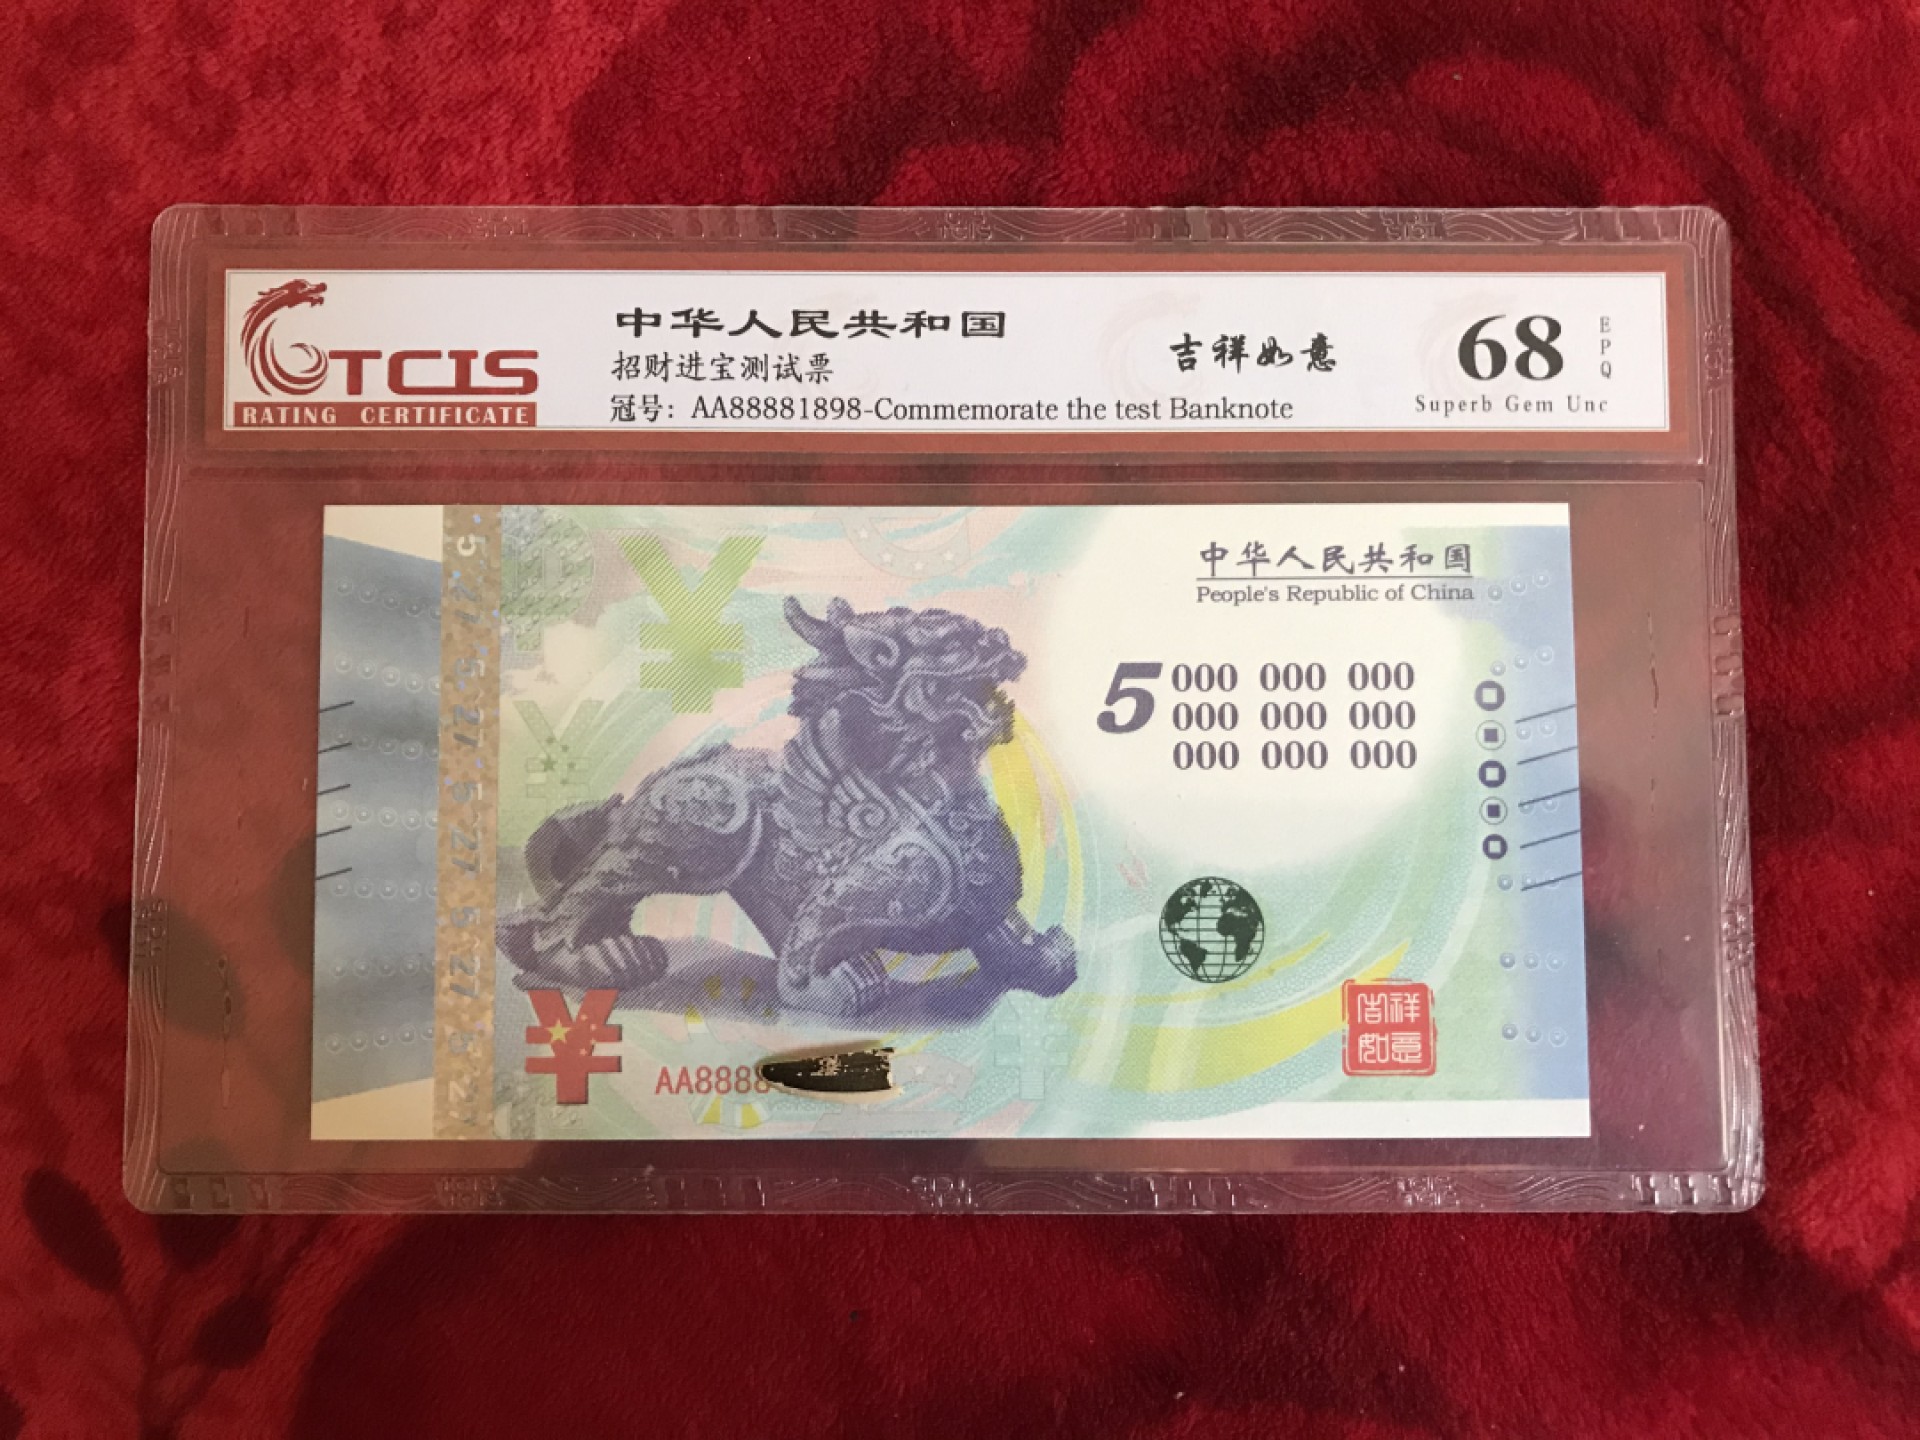 TCIS
RATING CERTIFICATE
中华人民共和国
招财进宝测试票
冠号：AA88881898-Commemorate the test Banknote
吉祥如意
68
EPQ
Superb Gem Unc
中华人民共和国
People's Republic of China
5 000 000 000
000 000 000
000 000 000
¥
¥
¥
AA8888
吉祥
如意